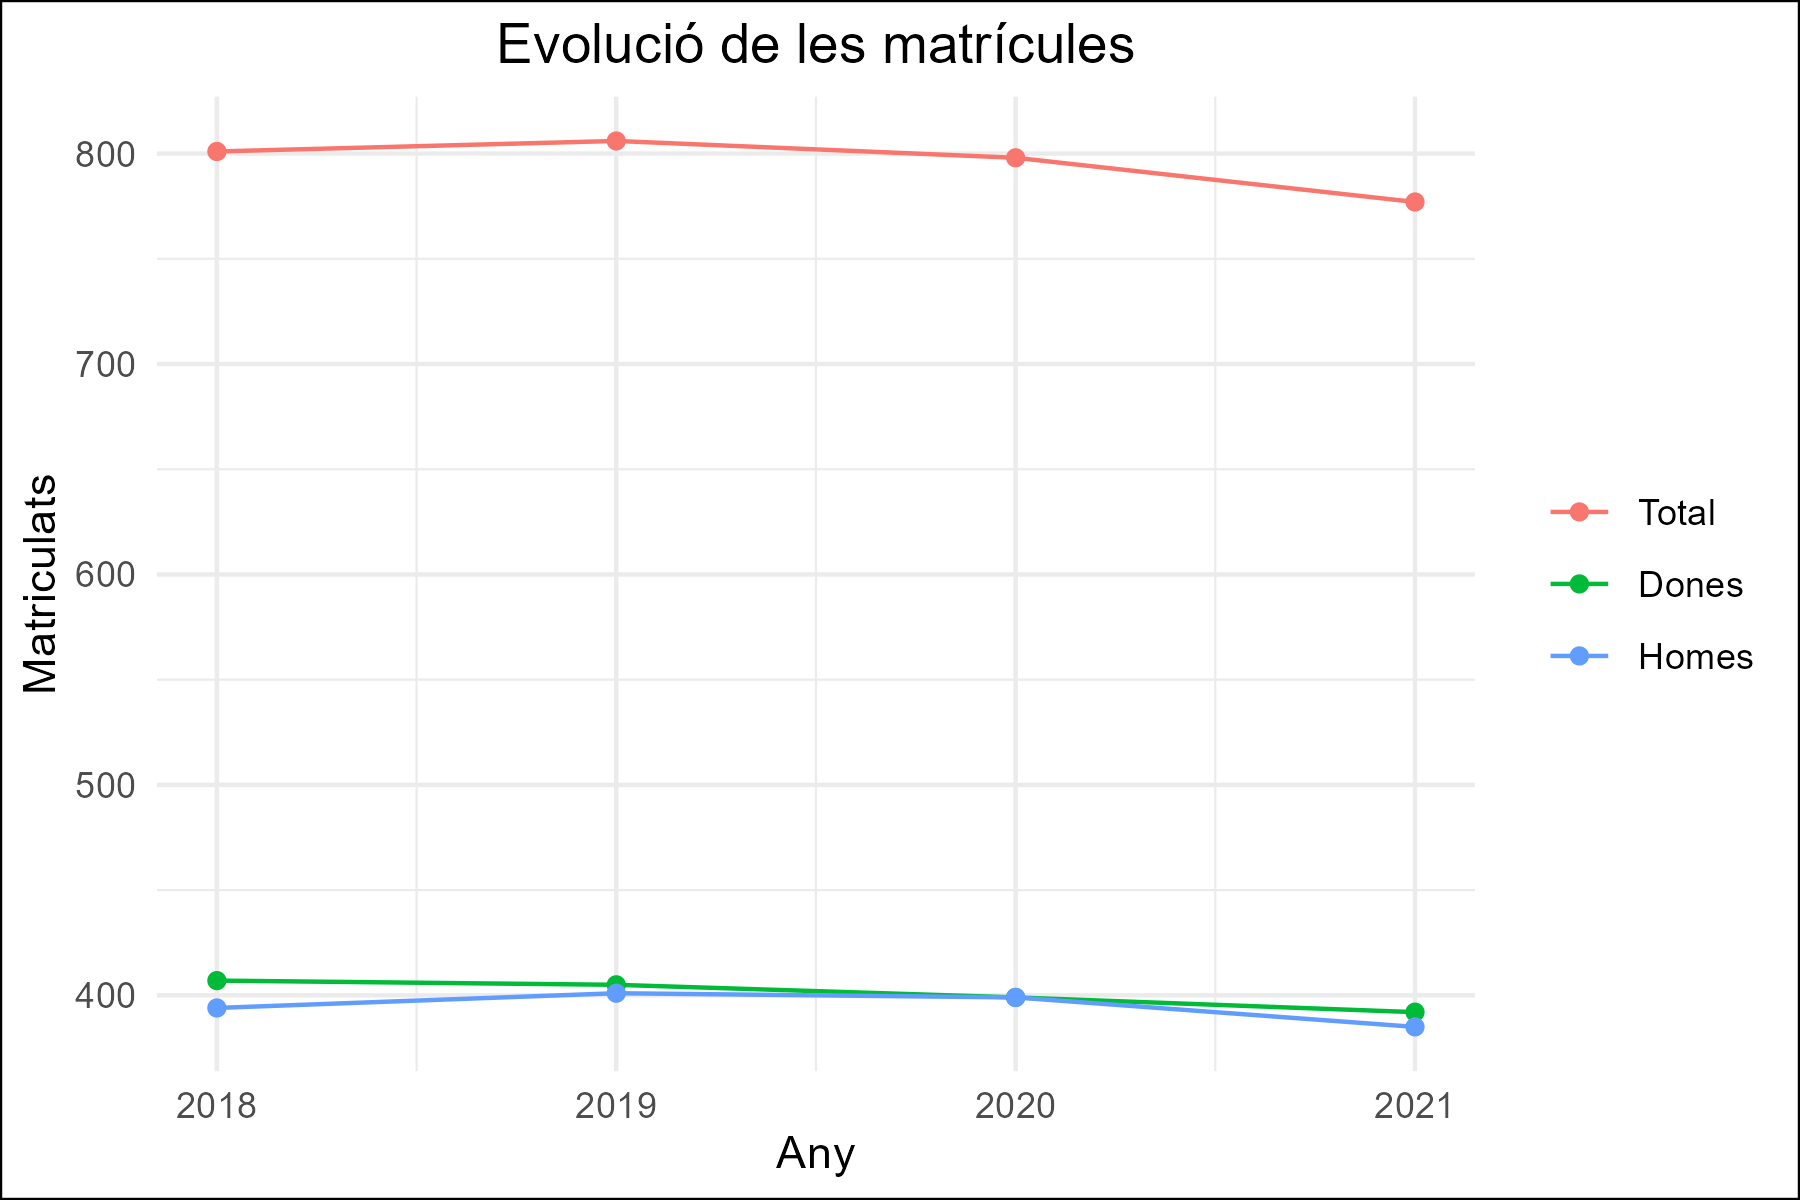 Evolució de les matrícules
800
700
600
500
400
Matriculats
2018
2019
2020
2021
Any
Total
Dones
Homes